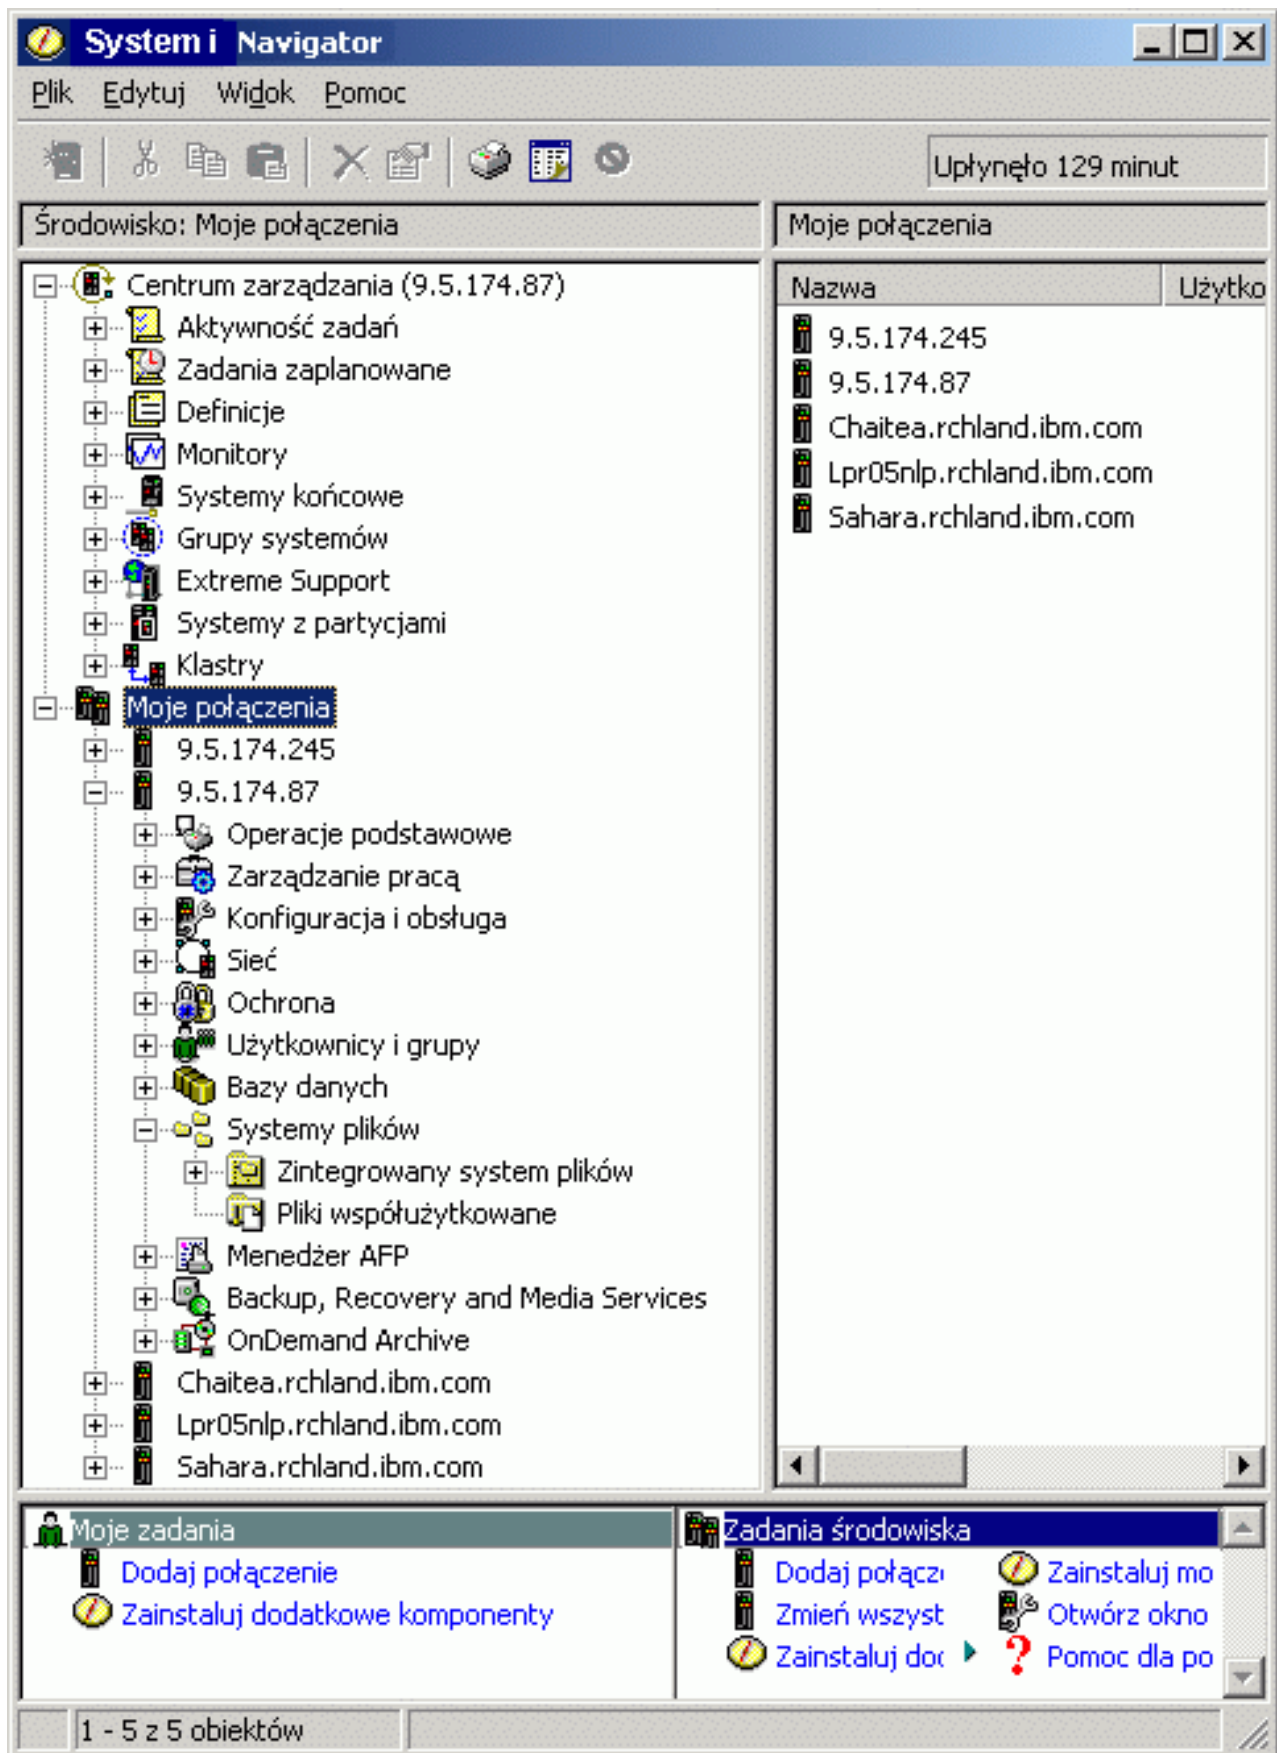 System i Navigator
Plik Edytuj Widok Pomoc
Upłynęło 129 minut
Środowisko: Moje połączenia
Moje połączenia
Centrum zarządzania (9.5.174.87)
Aktywność zadań
Zadania zaplanowane
Definicje
Monitory
Systemy końcowe
Grupy systemów
Extreme Support
Systemy z partycjami
Klastry
Moje połączenia
9.5.174.245
9.5.174.87
Operacje podstawowe
Zarządzanie pracą
Konfiguracja i obsługa
Sieć
Ochrona
Użytkownicy i grupy
Bazy danych
Systemy plików
Zintegrowany system plików
Pliki współużytkowane
Menedżer AFP
Backup, Recovery and Media Services
OnDemand Archive
Chaitea.rchland.ibm.com
Lpr05nlp.rchland.ibm.com
Sahara.rchland.ibm.com
Nazwa Użytko
9.5.174.245
9.5.174.87
Chaitea.rchland.ibm.com
Lpr05nlp.rchland.ibm.com
Sahara.rchland.ibm.com
Moje zadania
Dodaj połączenie
Zainstaluj dodatkowe komponenty
Zadania środowiska
Dodaj połącz Zainstaluj mo
Zmień wszyst Otwórz okno
Zainstaluj do Pomoc dla po
1 - 5 z 5 obiektów